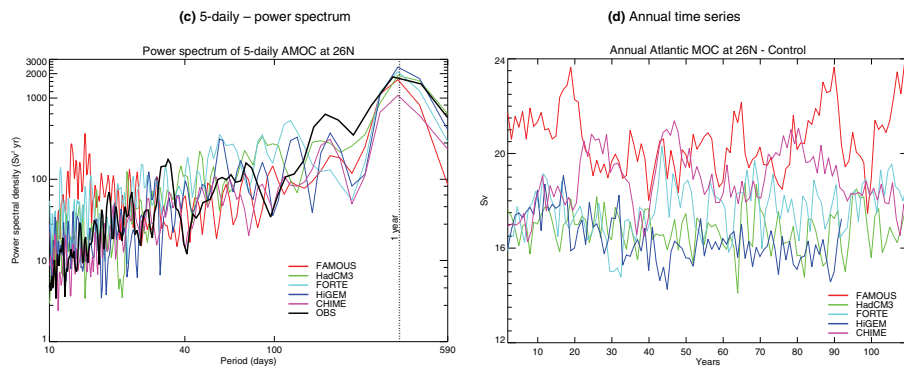 (c) 5-daily – power spectrum
Power spectrum of 5-daily AMOC at 26N
3000
2000
1000
100
10
1
Power spectral density (Sv² yr)
1 year
FAMOUS
HadCM3
FORTE
HiGEM
CHIME
OBS
10 40 100 590
Period (days)
(d) Annual time series
Annual Atlantic MOC at 26N - Control
24
22
20
18
16
12
Sv
FAMOUS
HadCM3
FORTE
HiGEM
CHIME
10 20 30 40 50 60 70 80 90 100
Years